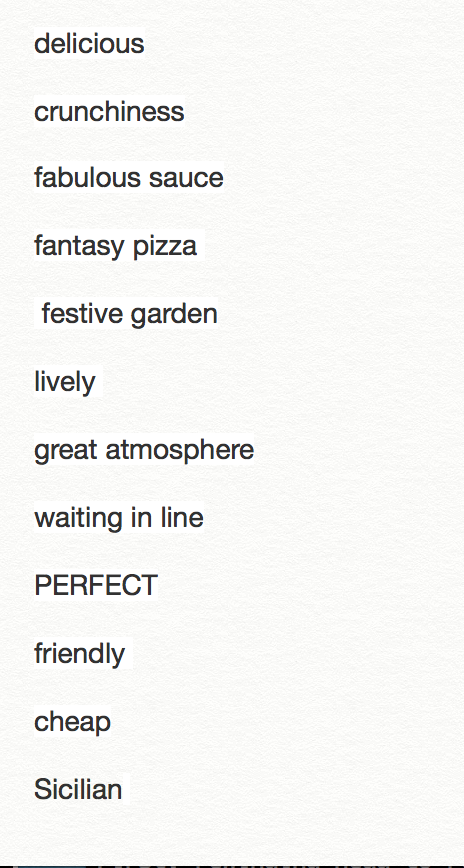 delicious
crunchiness
fabulous sauce
fantasy pizza
festive garden
lively
great atmosphere
waiting in line
PERFECT
friendly
cheap
Sicilian